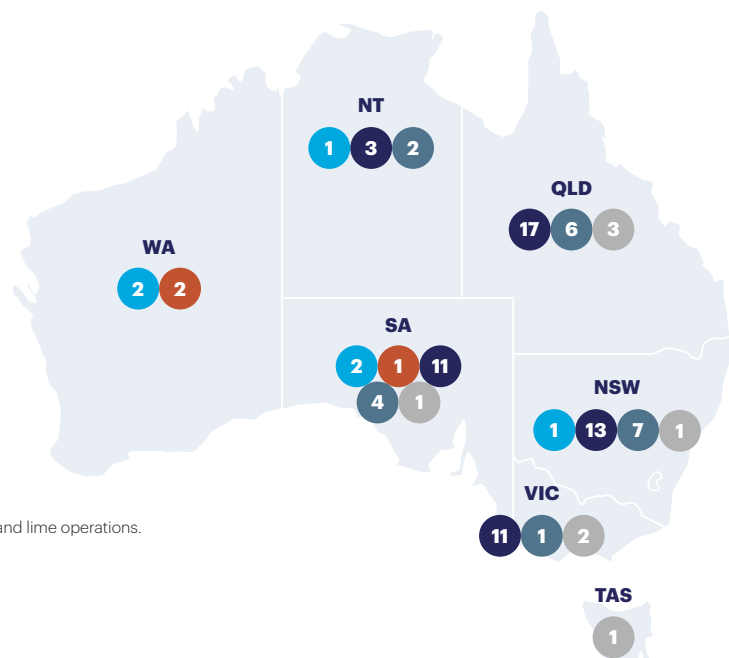 NT
1 3 2
QLD
17 6 3
WA
2 2
SA
2 1 11
4 1
NSW
1 13 7 1
VIC
11 1 2
and lime operations.
TAS
1